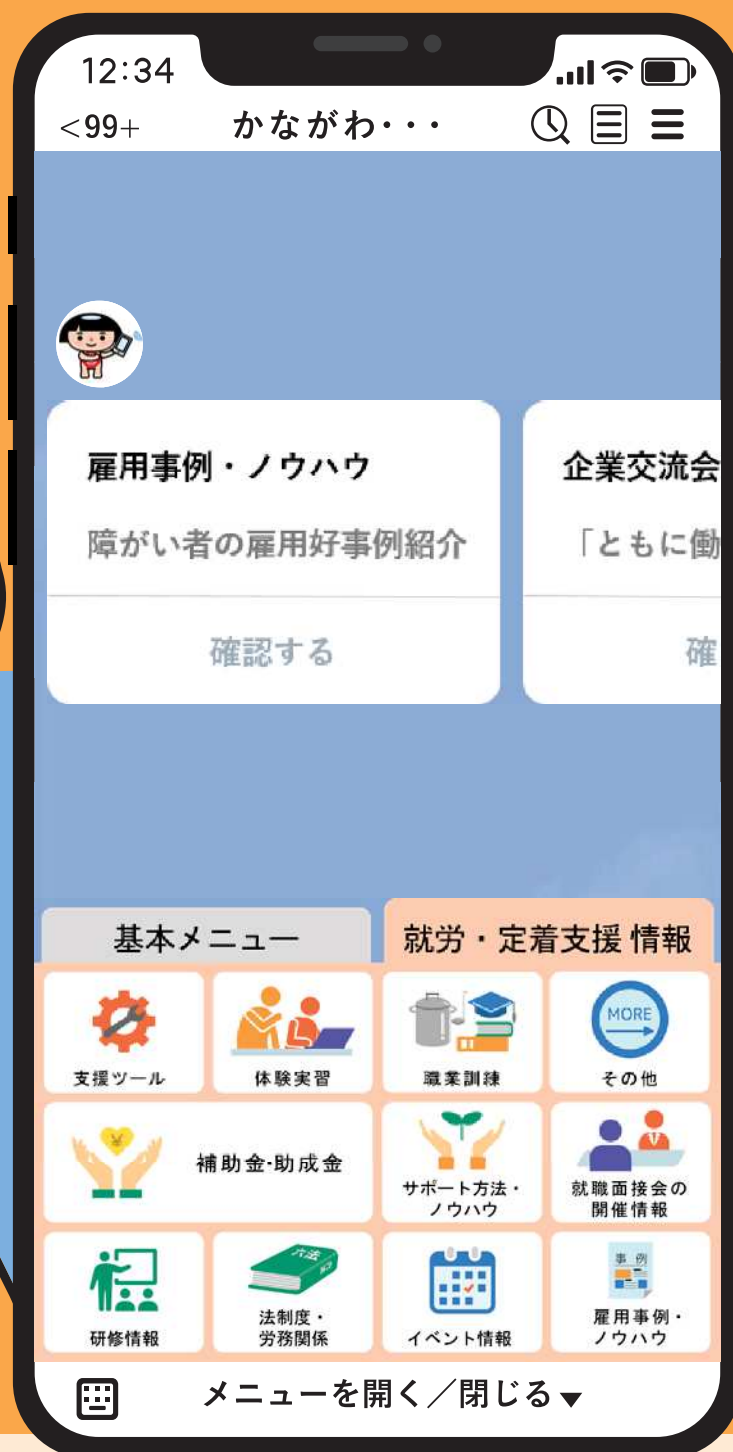 12:34
<99+
かながわ・・・
雇用事例・ノウハウ
障がい者の雇用好事例紹介
確認する
企業交流会
「ともに働
確
基本メニュー
就労・定着支援 情報
支援ツール
体験実習
職業訓練
MORE
その他
¥
補助金・助成金
サポート方法・
ノウハウ
就職面接会の
開催情報
研修情報
六法
法制度・
労務関係
イベント情報
事 例
雇用事例・
ノウハウ
メニューを開く／閉じる▼